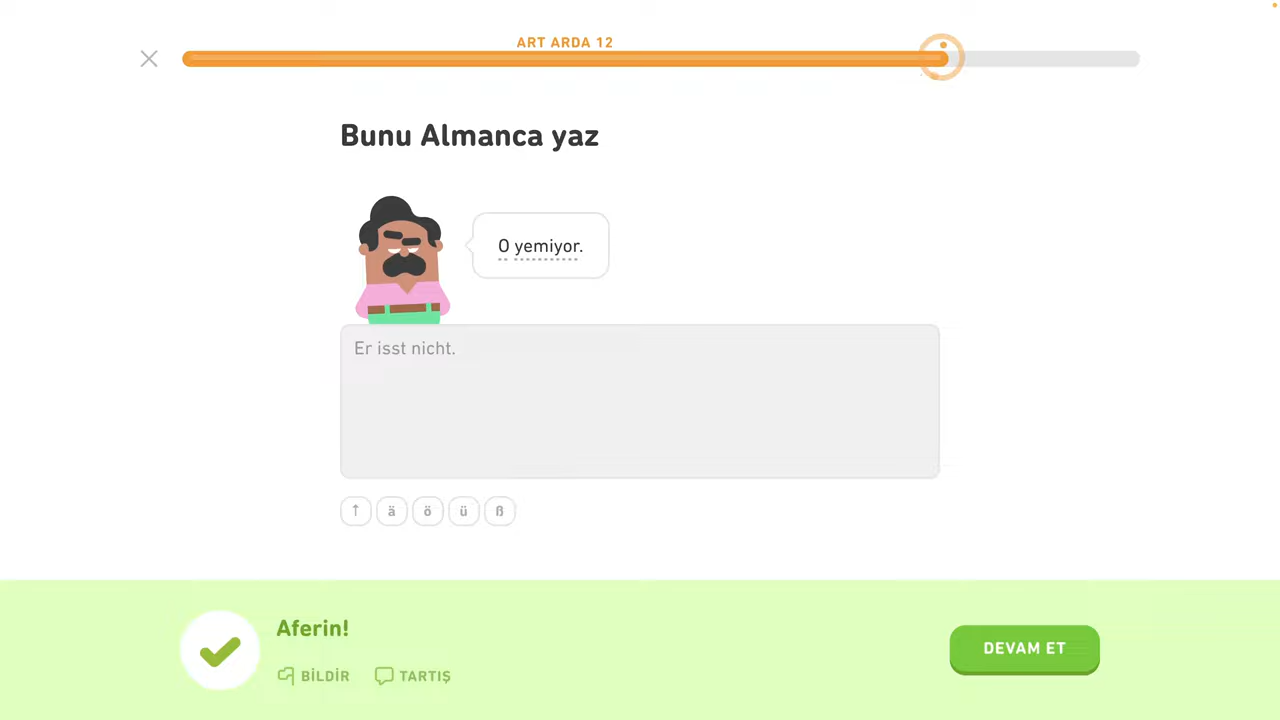 ART ARDA 12
Bunu Almanca yaz
O yemiyor.
Er isst nicht.
↑ ä ö ü ß
Aferin!
BİLDİR TARTIŞ
DEVAM ET